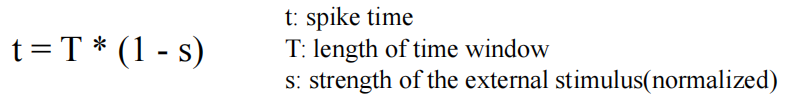 t = T * (1 - s)
t: spike time
T: length of time window
s: strength of the external stimulus(normalized)